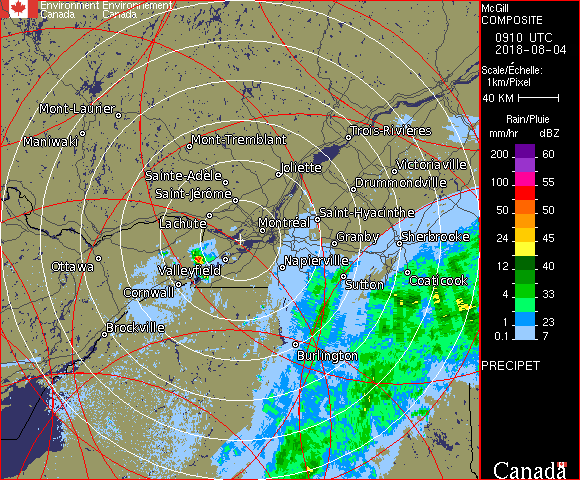 Environment Environnement
Canada Canada
McGill
COMPOSITE
0910 UTC
2018-08-04
Scale/Échelle:
1km/Pixel
40 KM
Rain/Pluie
mm/hr dBZ
200 60
100 55
50 50
24 45
12 40
4 33
1 23
0.1 7
PRECIPET
Mont-Laurier
Maniwaki
Mont-Tremblant
Trois-Rivières
Sainte-Adèle
Joliette
Victoriaville
Saint-Jérôme
Drummondville
Lachute
Montréal
Saint-Hyacinthe
Granby
Sherbrooke
Ottawa
Valleyfield
Napierville
Sutton
Coaticook
Cornwall
Brockville
Burlington
Canada